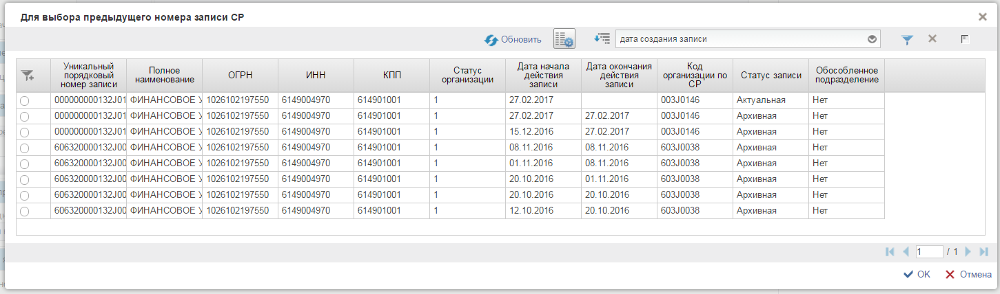 Для выбора предыдущего номера записи СР
Обновить
дата создания записи
Уникальный порядковый номер записи Полное наименование ОГРН ИНН КПП Статус организации Дата начала действия записи Дата окончания действия записи Код организации по СР Статус записи Обособленное подразделение
000000000132J01 ФИНАНСОВОЕ У 1026102197550 6149004970 614901001 1 27.02.2017 003J0146 Актуальная Нет
000000000132J01 ФИНАНСОВОЕ У 1026102197550 6149004970 614901001 1 27.02.2017 27.02.2017 003J0146 Архивная Нет
000000000132J01 ФИНАНСОВОЕ У 1026102197550 6149004970 614901001 1 15.12.2016 27.02.2017 003J0146 Архивная Нет
606320000132J00 ФИНАНСОВОЕ У 1026102197550 6149004970 614901001 1 08.11.2016 08.11.2016 603J0038 Архивная Нет
606320000132J00 ФИНАНСОВОЕ У 1026102197550 6149004970 614901001 1 01.11.2016 08.11.2016 603J0038 Архивная Нет
606320000132J00 ФИНАНСОВОЕ У 1026102197550 6149004970 614901001 1 20.10.2016 01.11.2016 603J0038 Архивная Нет
606320000132J00 ФИНАНСОВОЕ У 1026102197550 6149004970 614901001 1 20.10.2016 20.10.2016 603J0038 Архивная Нет
606320000132J00 ФИНАНСОВОЕ У 1026102197550 6149004970 614901001 1 12.10.2016 20.10.2016 603J0038 Архивная Нет
1 / 1
OK Отмена